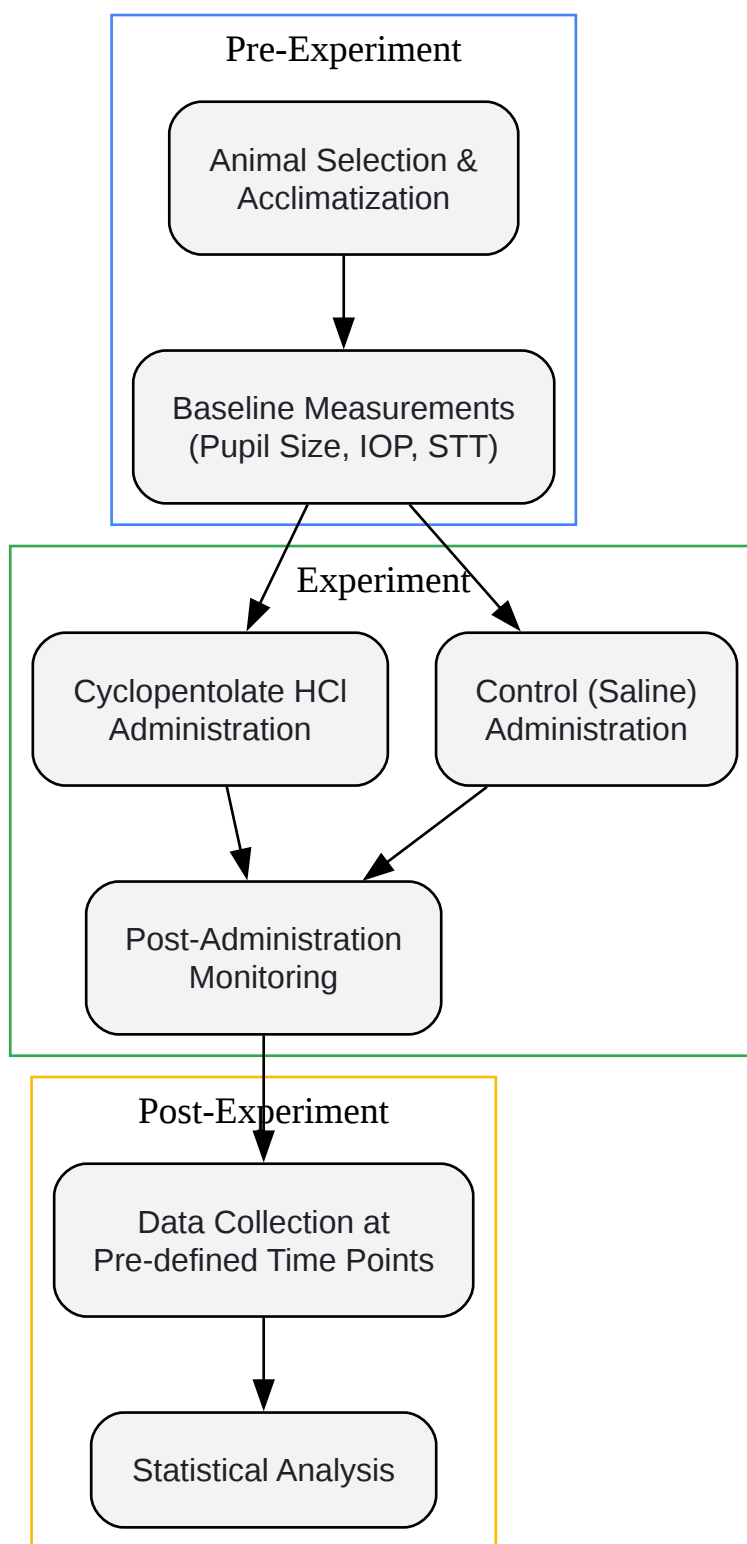 Pre-Experiment
Animal Selection &
Acclimatization
Baseline Measurements
(Pupil Size, IOP, STT)
Experiment
Cyclopentolate HCl
Administration
Control (Saline)
Administration
Post-Administration
Monitoring
Post-Experiment
Data Collection at
Pre-defined Time Points
Statistical Analysis